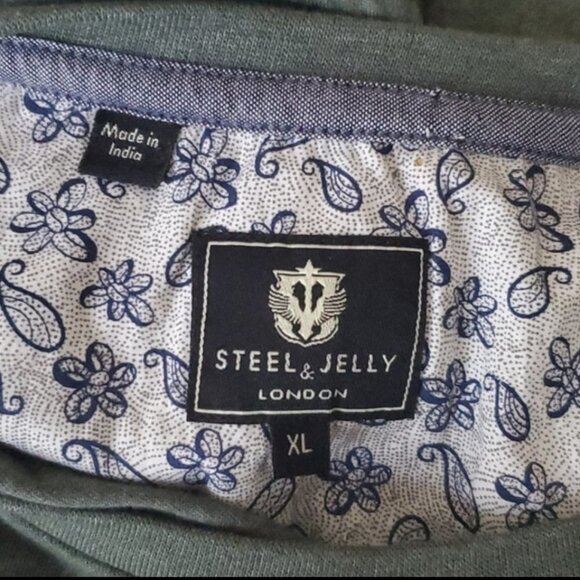 Made in
India
STEEL & JELLY
LONDON
XL